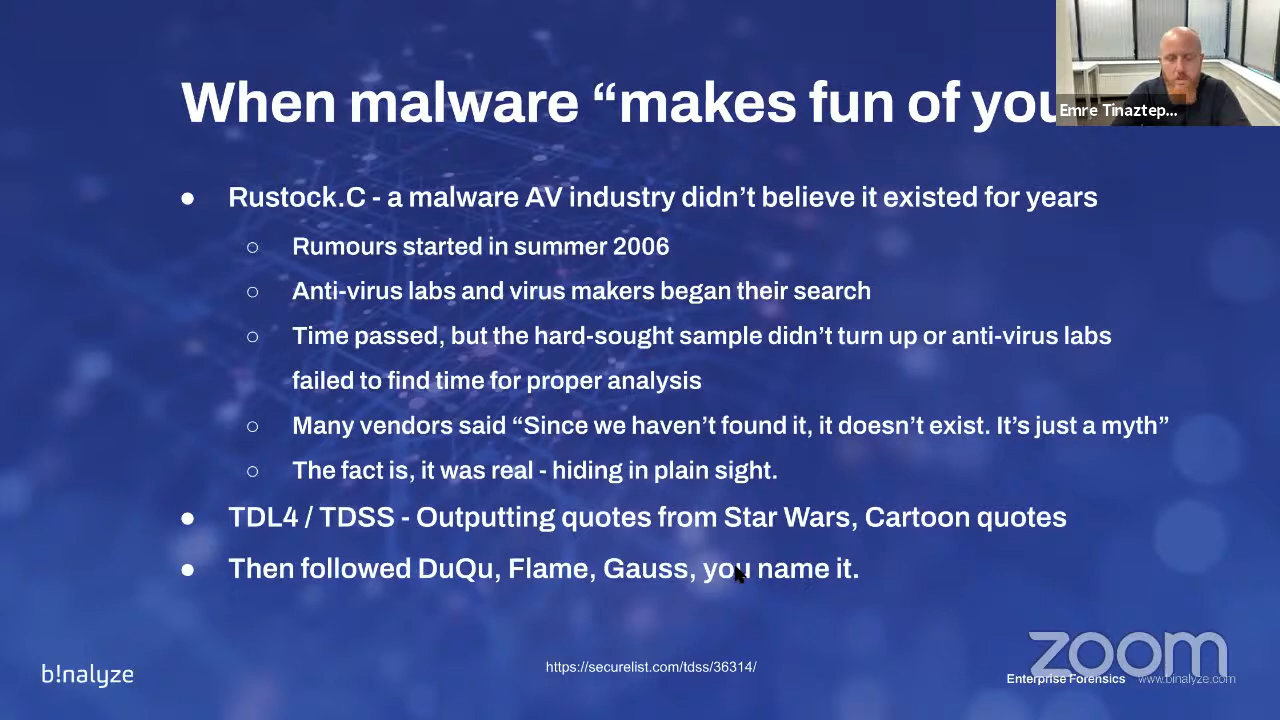 When malware “makes fun of you
Emre Tinaztep...
● Rustock.C - a malware AV industry didn’t believe it existed for years
○ Rumours started in summer 2006
○ Anti-virus labs and virus makers began their search
○ Time passed, but the hard-sought sample didn’t turn up or anti-virus labs
failed to find time for proper analysis
○ Many vendors said “Since we haven’t found it, it doesn’t exist. It’s just a myth”
○ The fact is, it was real - hiding in plain sight.
● TDL4 / TDSS - Outputting quotes from Star Wars, Cartoon quotes
● Then followed DuQu, Flame, Gauss, you name it.
zoom
b!nalyze
https://securelist.com/tdss/36314/
Enterprise Forensics www.binalyze.com